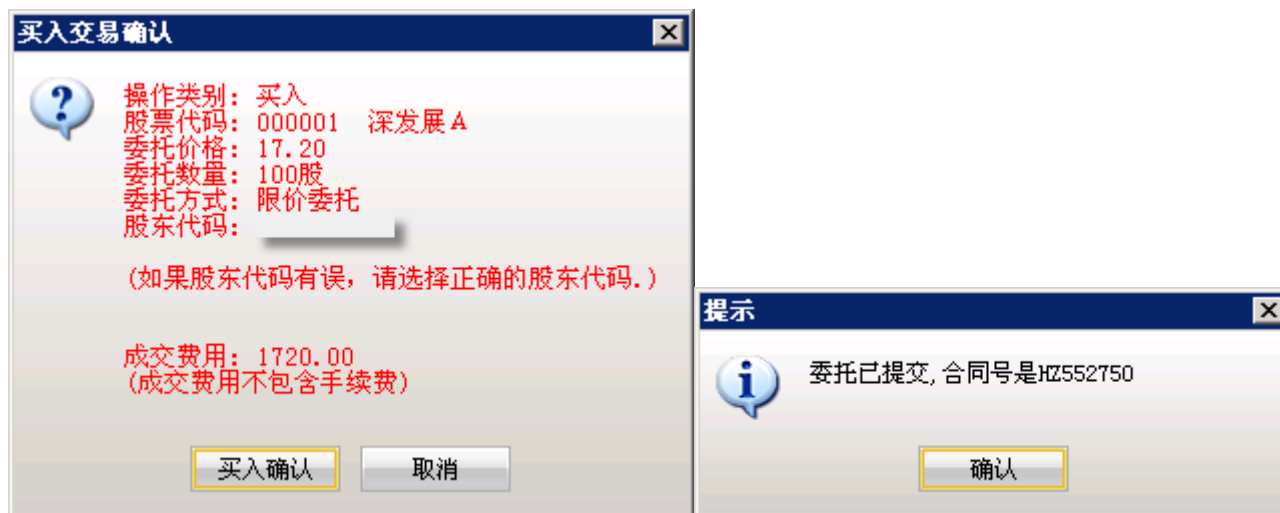 买入交易确认
操作类别: 买入
股票代码: 000001 深发展A
委托价格: 17.20
委托数量: 100股
委托方式: 限价委托
股东代码:
(如果股东代码有误，请选择正确的股东代码.)
成交费用: 1720.00
(成交费用不包含手续费)
买入确认
取消
提示
委托已提交,合同号是HZ552750
确认